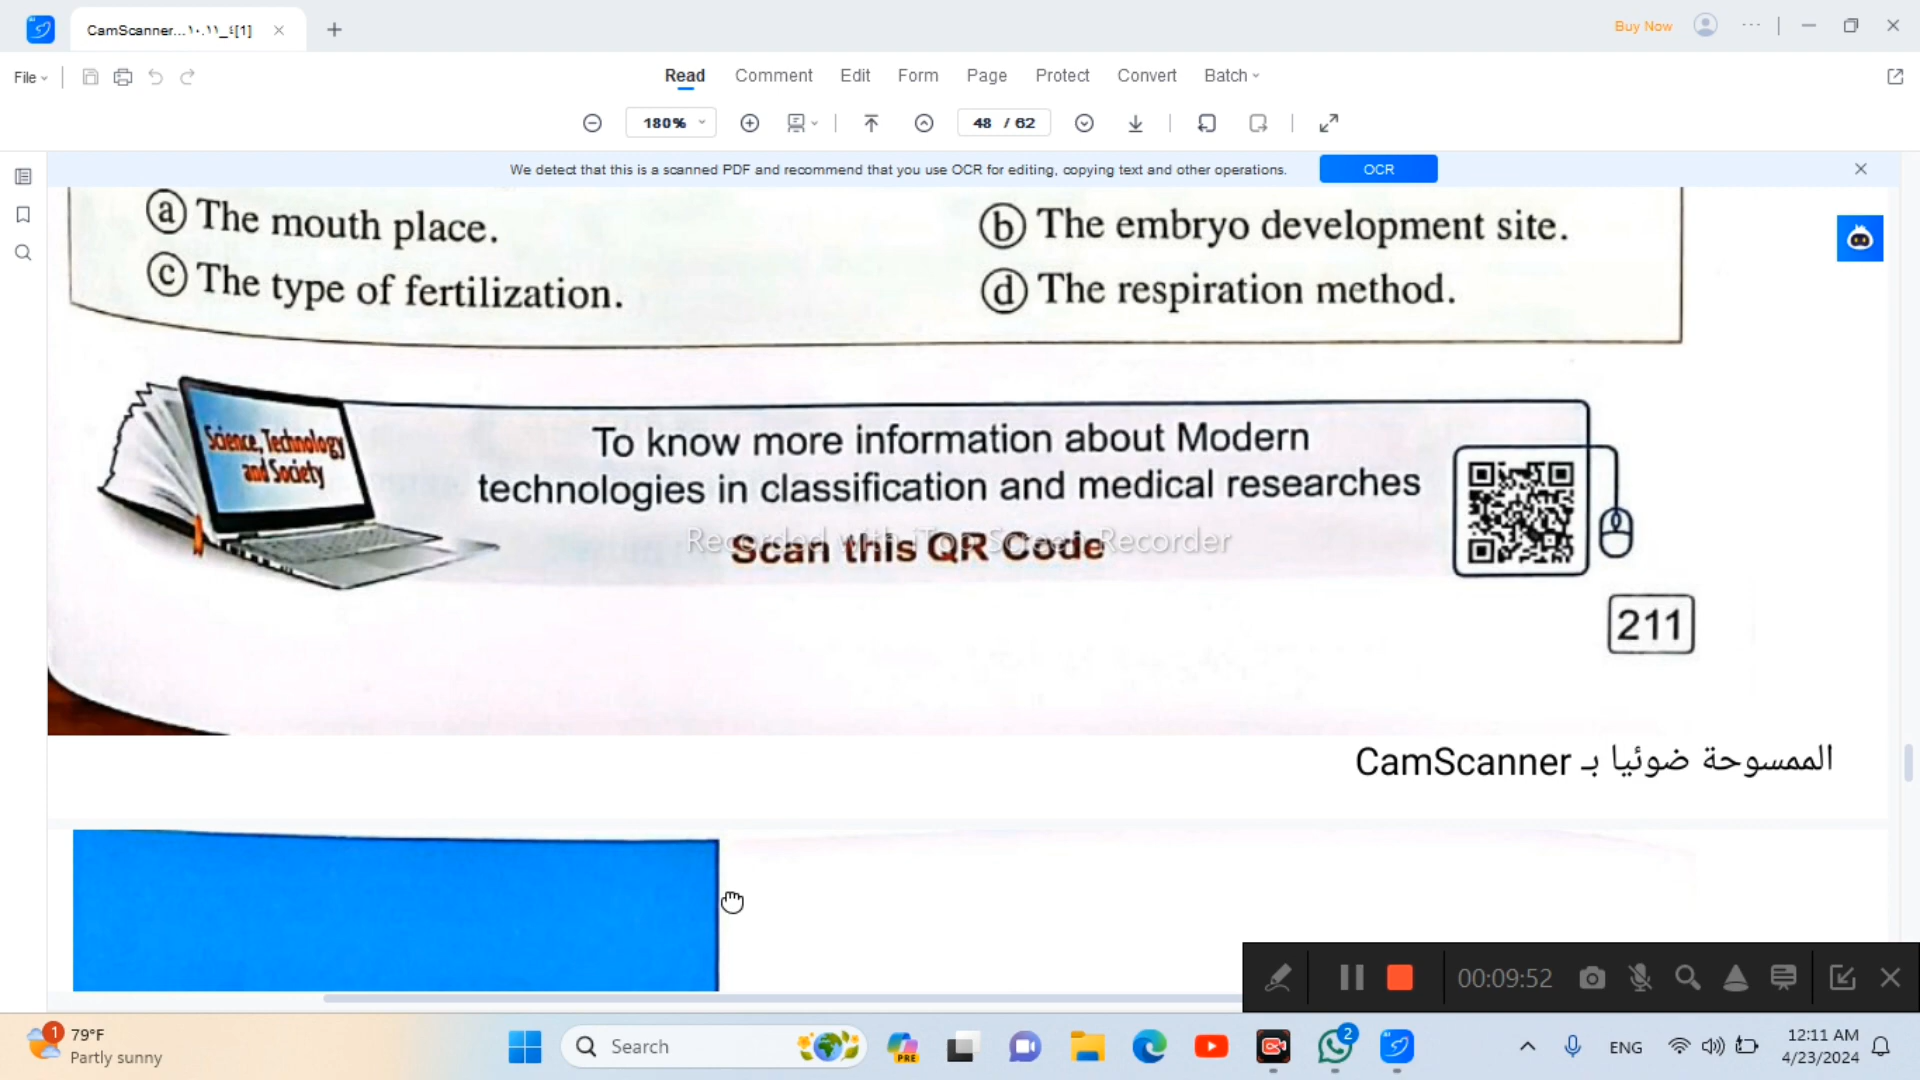 CamScanner...١٠.١١_٤[1]
Buy Now
File
Read Comment Edit Form Page Protect Convert Batch
180%
48 / 62
We detect that this is a scanned PDF and recommend that you use OCR for editing, copying text and other operations.
OCR
ⓐ The mouth place.
ⓑ The embryo development site.
ⓒ The type of fertilization.
ⓓ The respiration method.
Science, Technology
and Society
To know more information about Modern
technologies in classification and medical researches
Scan this QR Code
Recorded with iTop Screen Recorder
211
الممسوحة ضوئيا بـ CamScanner
00:09:52
1
79°F
Partly sunny
Search
PRE
2
ENG
12:11 AM
4/23/2024